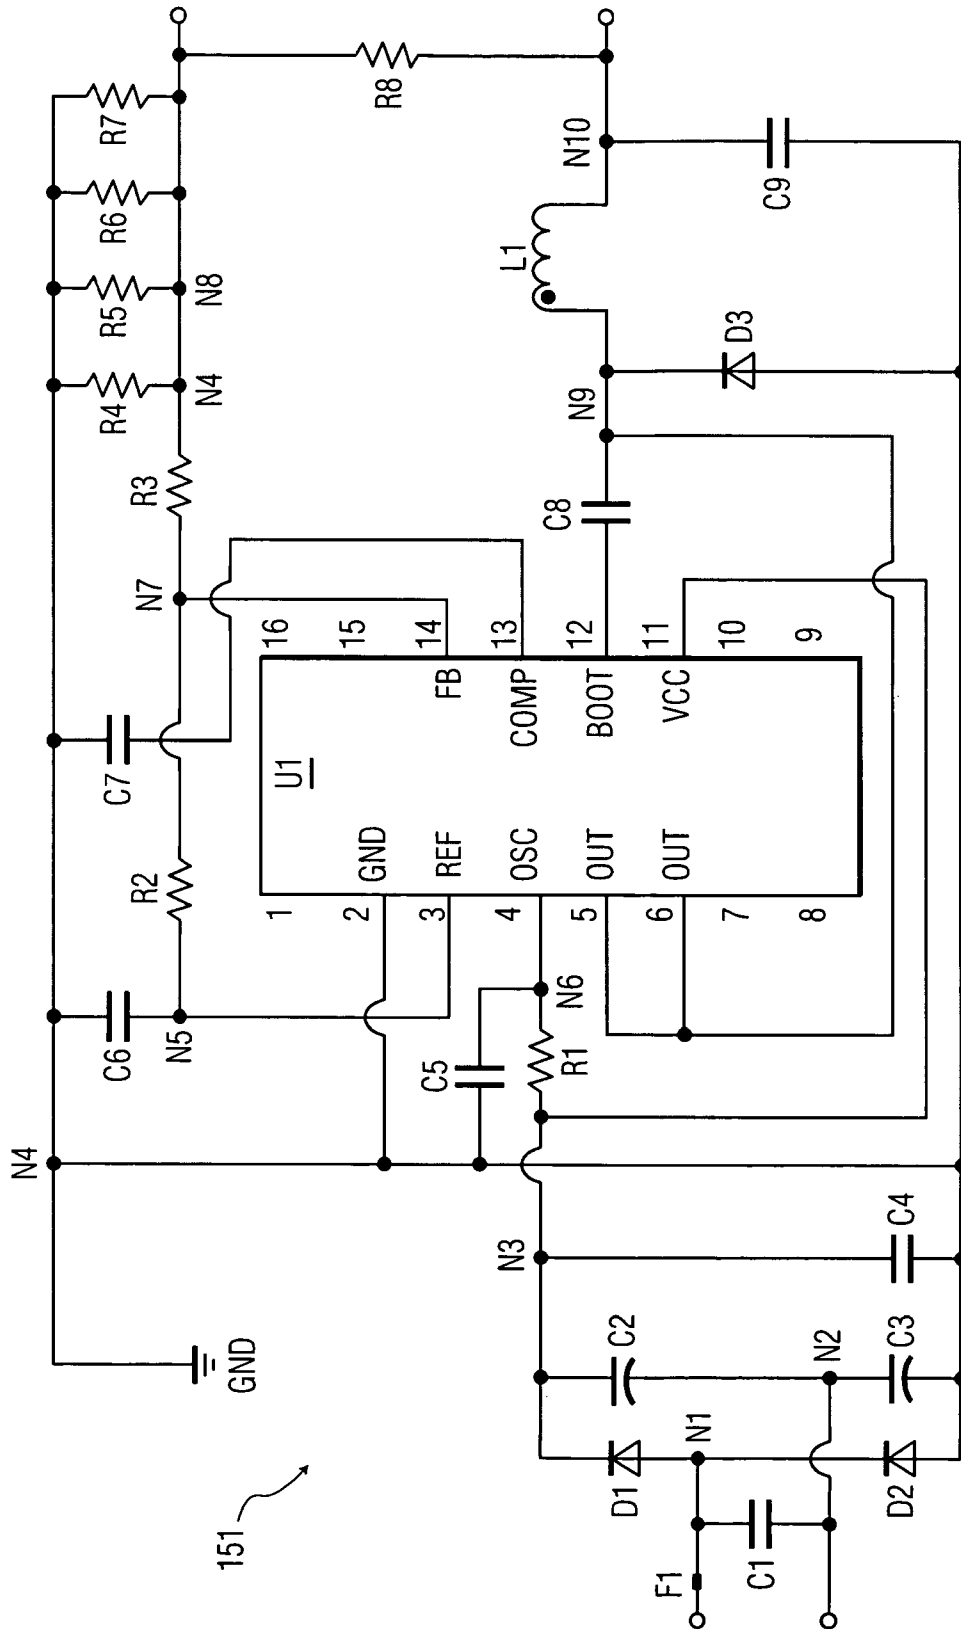 N4
R4
R5
R6
R7
C6
C7
N5
R2
N7
R3
N4
N8
R8
GND
151
U1
1
2
3
4
5
6
7
8
GND
REF
OSC
OUT
OUT
16
15
14
13
12
11
10
9
FB
COMP
BOOT
VCC
C5
N6
R1
N3
C8
N9
L1
N10
D3
C9
C4
C2
C3
N2
N1
D1
D2
F1
C1